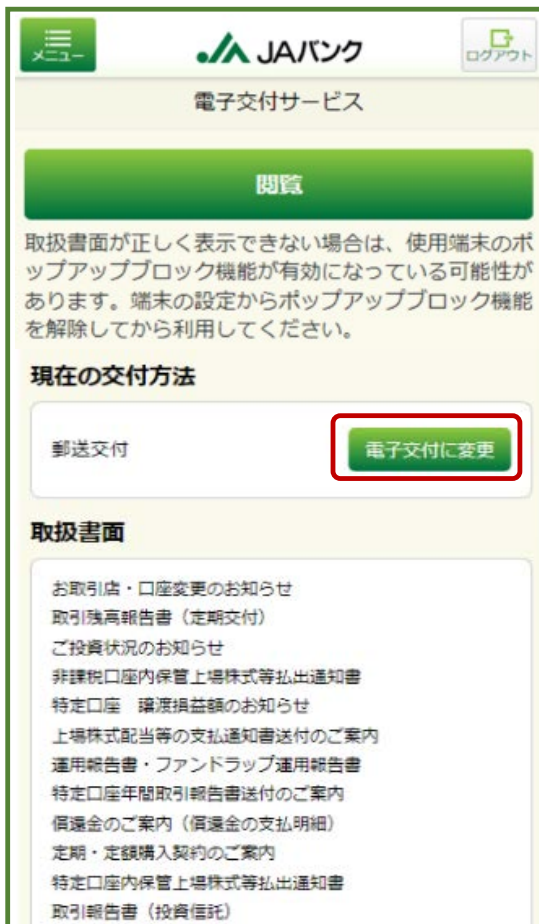 メニュー
JAバンク
ログアウト
電子交付サービス
閲覧
取扱書面が正しく表示できない場合は、使用端末のポ
ップアップブロック機能が有効になっている可能性が
あります。端末の設定からポップアップブロック機能
を解除してから利用してください。
現在の交付方法
郵送交付
電子交付に変更
取扱書面
お取引店・口座変更のお知らせ
取引残高報告書（定期交付）
ご投資状況のお知らせ
非課税口座内保管上場株式等払出通知書
特定口座　譲渡損益額のお知らせ
上場株式配当等の支払通知書送付のご案内
運用報告書・ファンドラップ運用報告書
特定口座年間取引報告書送付のご案内
償還金のご案内（償還金の支払明細）
定期・定額購入契約のご案内
特定口座内保管上場株式等払出通知書
取引報告書（投資信託）